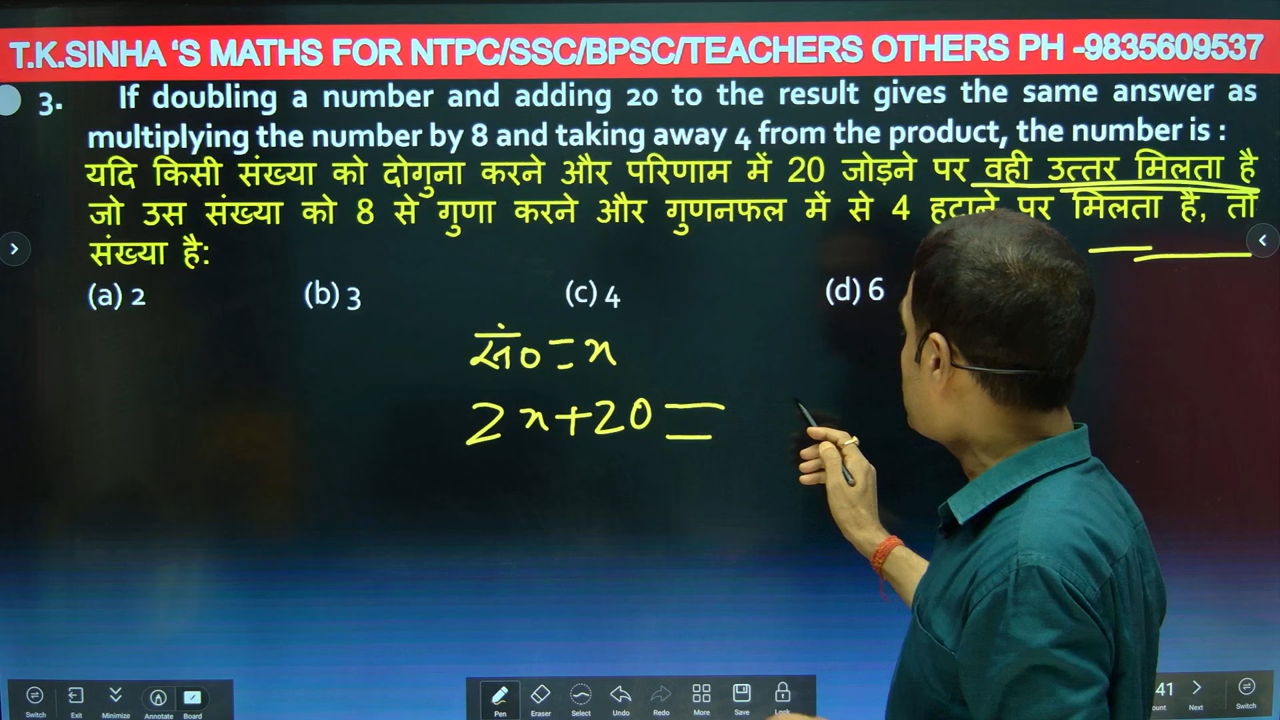 T.K.SINHA ‘S MATHS FOR NTPC/SSC/BPSC/TEACHERS OTHERS PH -9835609537
3. If doubling a number and adding 20 to the result gives the same answer as
multiplying the number by 8 and taking away 4 from the product, the number is :
यदि किसी संख्या को दोगुना करने और परिणाम में 20 जोड़ने पर वही उत्तर मिलता है
जो उस संख्या को 8 से गुणा करने और गुणनफल में से 4 हटाने पर मिलता है, तो
संख्या है:
(a) 2 (b) 3 (c) 4 (d) 6
सं० = x
2x+20=
Switch Exit Minimize Annotate Board Pen Eraser Select Undo Redo More Save Lock 41 Next Switch